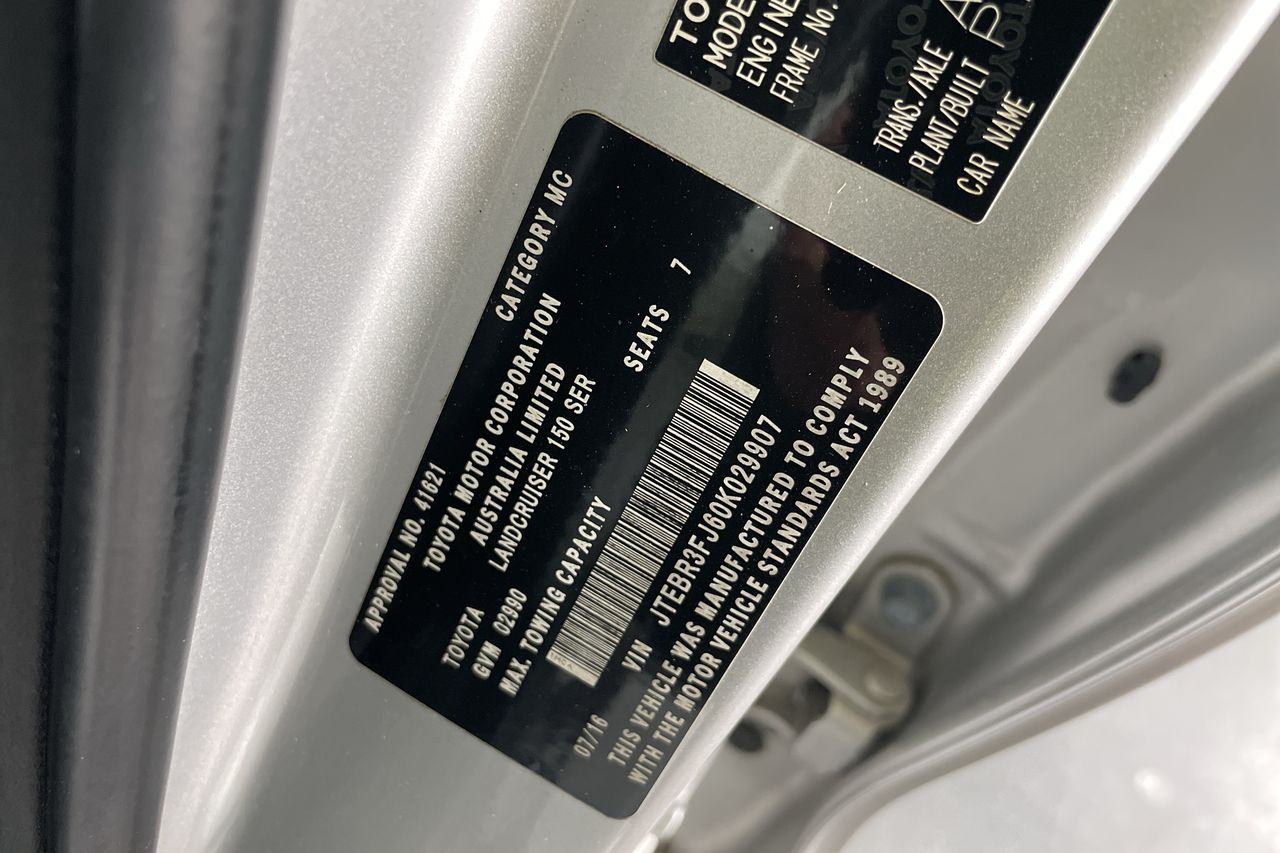 TO
MODE
ENGINE
FRAME No.
TRANS./AXLE
PLANT/BUILT
CAR NAME
APPROVAL NO. 41621 CATEGORY MC
TOYOTA MOTOR CORPORATION
AUSTRALIA LIMITED
TOYOTA LANDCRUISER 150 SER
GVM 02990 SEATS 7
MAX. TOWING CAPACITY
07/16 VIN JTEBR3FJ60K029907
THIS VEHICLE WAS MANUFACTURED TO COMPLY
WITH THE MOTOR VEHICLE STANDARDS ACT 1989